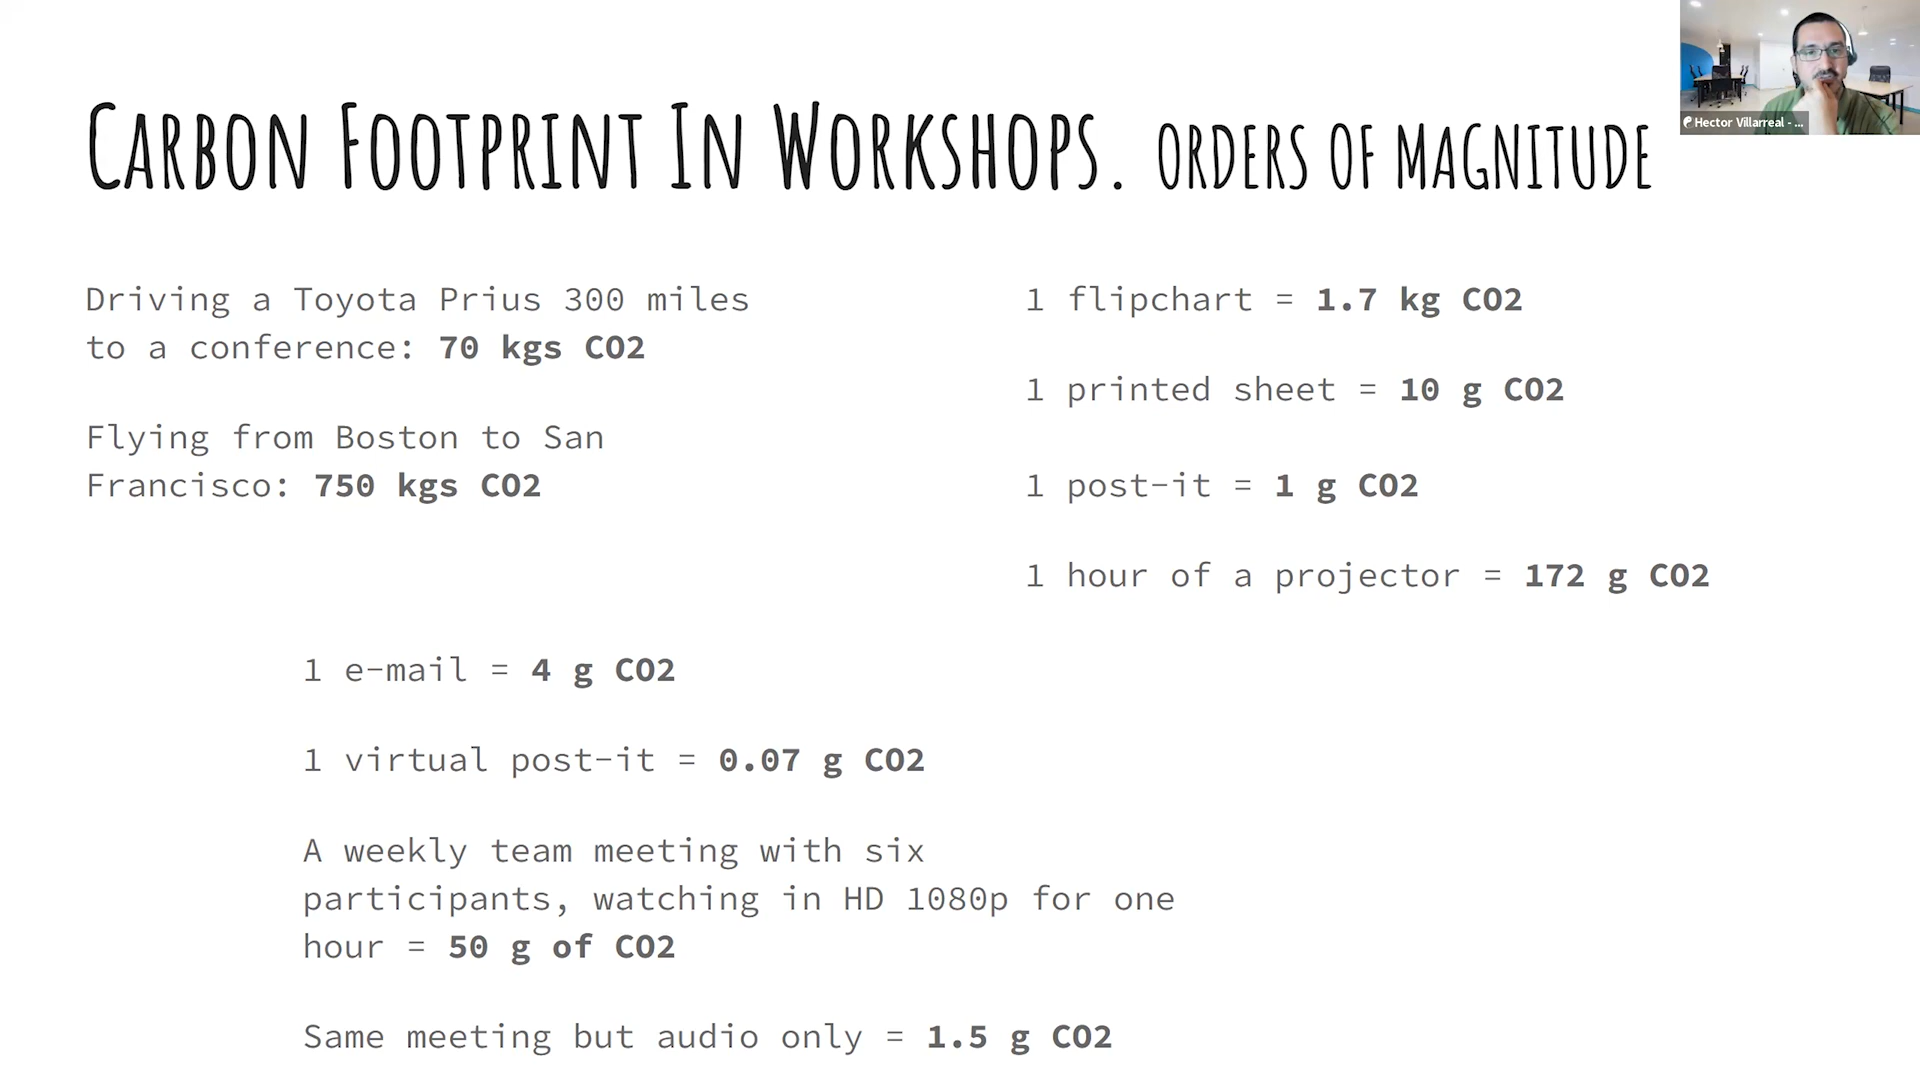 CARBON FOOTPRINT IN WORKSHOPS. ORDERS OF MAGNITUDE
Hector Villarreal - ...
Driving a Toyota Prius 300 miles
to a conference: 70 kgs CO2
Flying from Boston to San
Francisco: 750 kgs CO2
1 flipchart = 1.7 kg CO2
1 printed sheet = 10 g CO2
1 post-it = 1 g CO2
1 hour of a projector = 172 g CO2
1 e-mail = 4 g CO2
1 virtual post-it = 0.07 g CO2
A weekly team meeting with six
participants, watching in HD 1080p for one
hour = 50 g of CO2
Same meeting but audio only = 1.5 g CO2